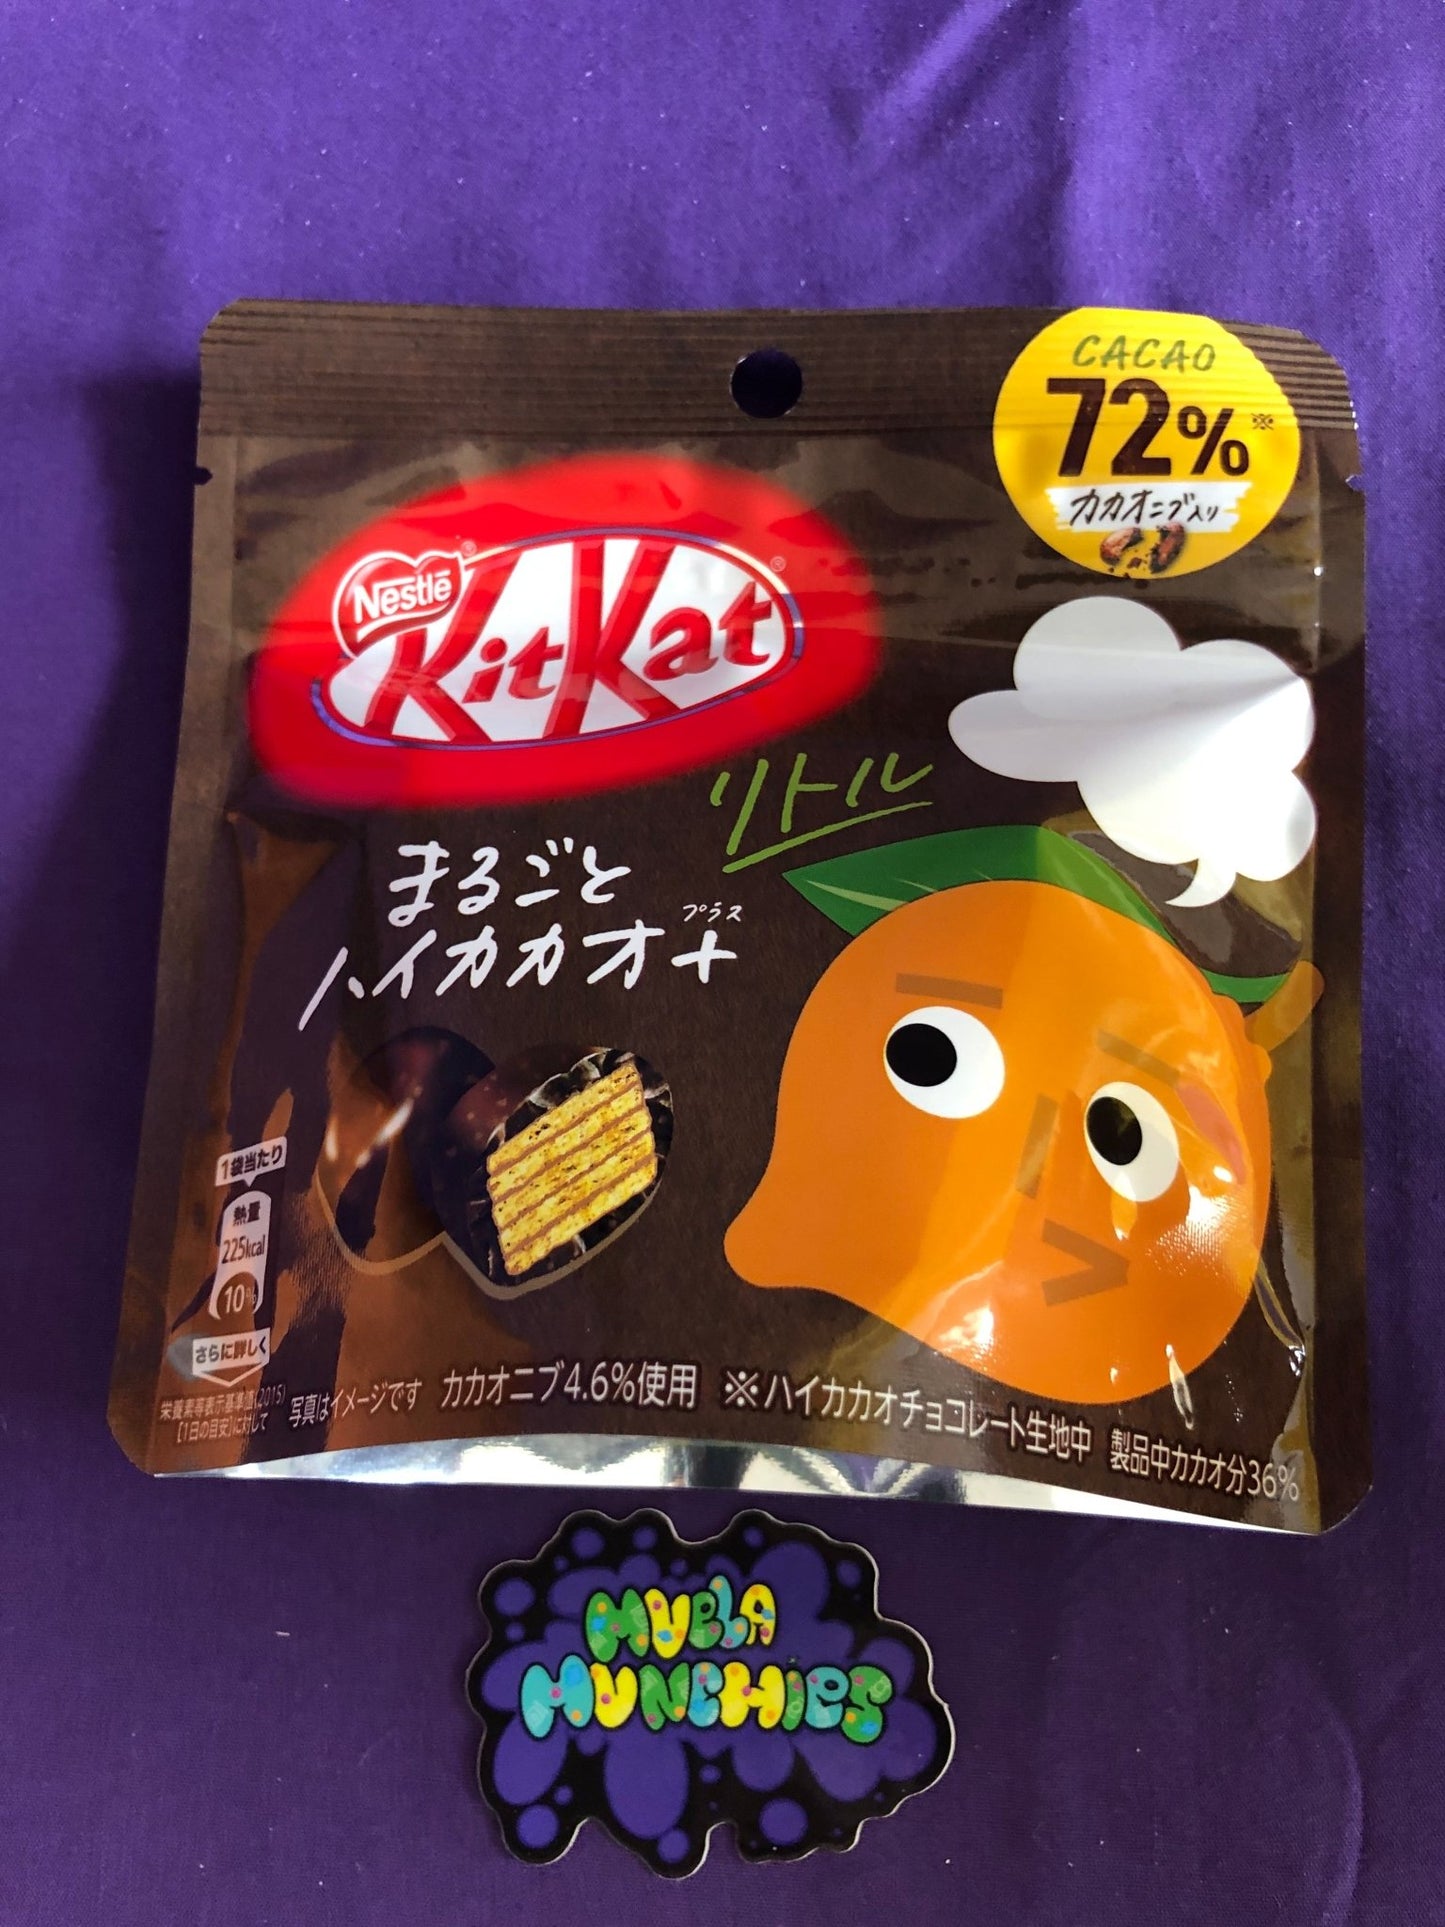 CACAO
72%※
カカオニブ入り
Nestlé®
KitKat®
リトル
まるごと
プラス
ハイカカオ+
1袋当たり
熱量
225kcal
10%
さらに詳しく
栄養素等表示基準値(2015)
[1日の目安]に対して
写真はイメージです カカオニブ4.6%使用 ※ハイカカオチョコレート生地中 製品中カカオ分36%
MUELA
MUNCHIES